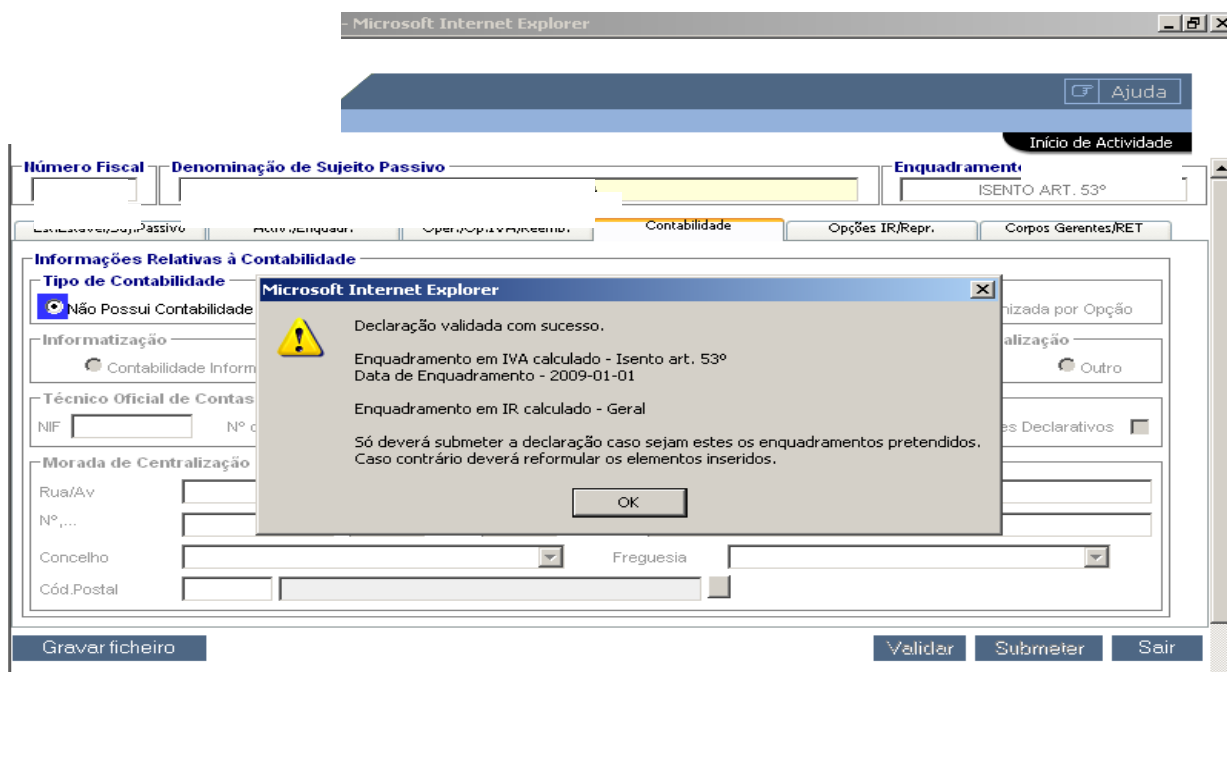 - Microsoft Internet Explorer
Ajuda
Início de Actividade
Número Fiscal
Denominação de Sujeito Passivo
Enquadramento
ISENTO ART. 53º
Contabilidade
Opções IR/Repr.
Corpos Gerentes/RET
Informações Relativas à Contabilidade
Tipo de Contabilidade
Não Possui Contabilidade
nizada por Opção
Informatização
alização
Contabilidade Inform
Outro
Técnico Oficial de Contas
NIF
Nº
es Declarativos
Morada de Centralização
Rua/Av
Nº,...
Concelho
Freguesia
Cód.Postal
Microsoft Internet Explorer
Declaração validada com sucesso.
Enquadramento em IVA calculado - Isento art. 53º
Data de Enquadramento - 2009-01-01
Enquadramento em IR calculado - Geral
Só deverá submeter a declaração caso sejam estes os enquadramentos pretendidos.
Caso contrário deverá reformular os elementos inseridos.
OK
Gravar ficheiro
Validar
Submeter
Sair